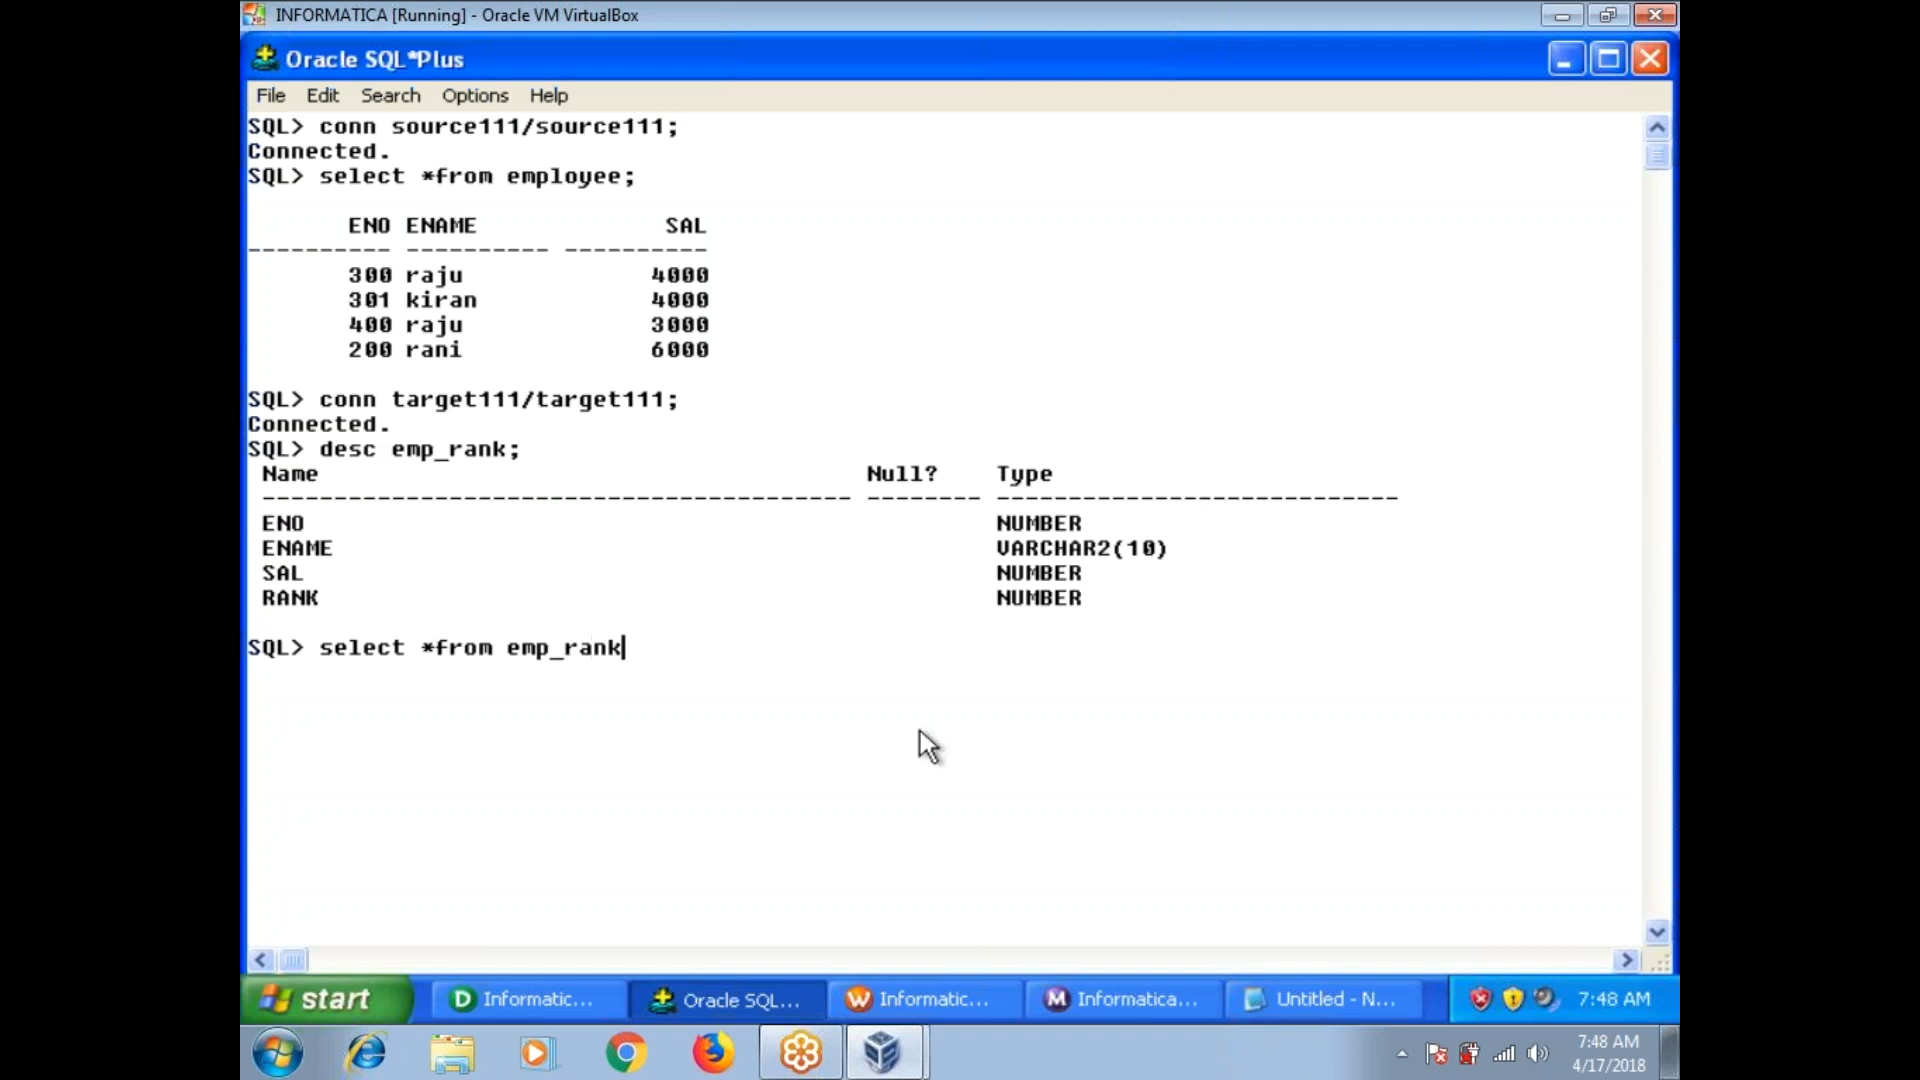 INFORMATICA [Running] - Oracle VM VirtualBox
Oracle SQL*Plus
File Edit Search Options Help
SQL> conn source111/source111;
Connected.
SQL> select *from employee;
ENO ENAME SAL
---------- ---------- ----------
300 raju 4000
301 kiran 4000
400 raju 3000
200 rani 6000
SQL> conn target111/target111;
Connected.
SQL> desc emp_rank;
Name Null? Type
----------------------------------------- -------- ----------------------------
ENO NUMBER
ENAME VARCHAR2(10)
SAL NUMBER
RANK NUMBER
SQL> select *from emp_rank
start D Informatic... Oracle SQL... W Informatic... M Informatica... Untitled - N... 7:48 AM
7:48 AM
4/17/2018